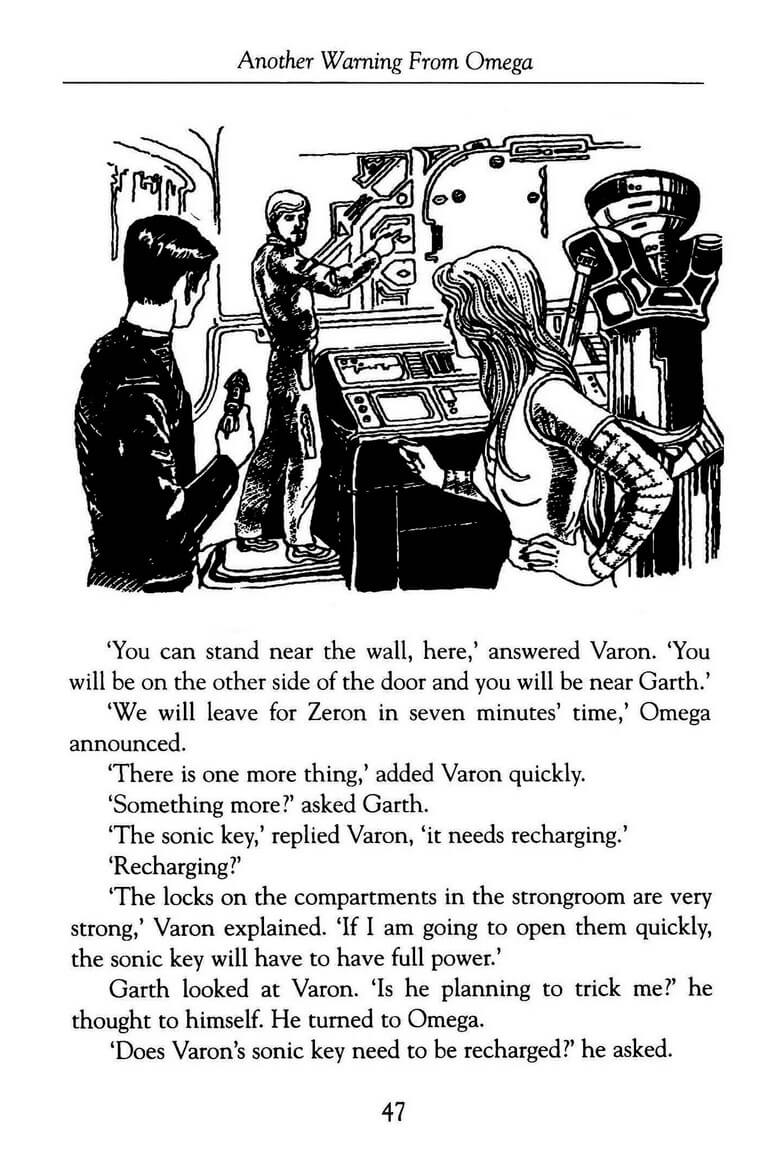 Another Warning From Omega
‘You can stand near the wall, here,’ answered Varon. ‘You
will be on the other side of the door and you will be near Garth.’
‘We will leave for Zeron in seven minutes’ time,’ Omega
announced.
‘There is one more thing,’ added Varon quickly.
‘Something more?’ asked Garth.
‘The sonic key,’ replied Varon, ‘it needs recharging.’
‘Recharging?’
‘The locks on the compartments in the strongroom are very
strong,’ Varon explained. ‘If I am going to open them quickly,
the sonic key will have to have full power.’
Garth looked at Varon. ‘Is he planning to trick me?’ he
thought to himself. He turned to Omega.
‘Does Varon’s sonic key need to be recharged?’ he asked.
47